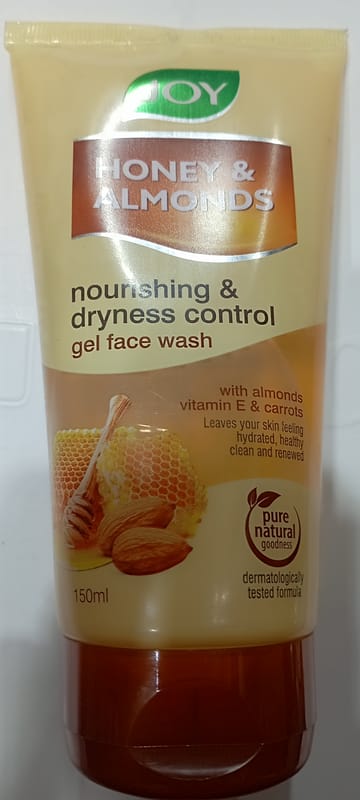 JOY
HONEY &
ALMONDS
nourishing &
dryness control
gel face wash
with almonds
vitamin E & carrots
Leaves your skin feeling
hydrated, healthy
clean and renewed
pure
natural
goodness
dermatologically
tested formula
150ml